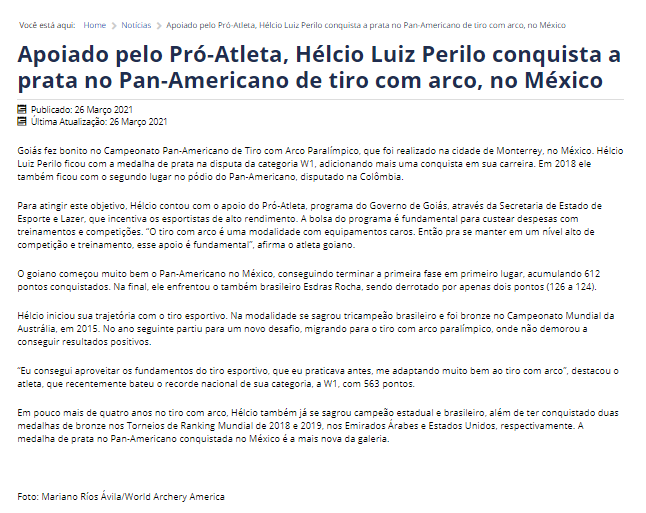 Você está aqui: Home Notícias Apoiado pelo Pró-Atleta, Hélcio Luiz Perilo conquista a prata no Pan-Americano de tiro com arco, no México
Apoiado pelo Pró-Atleta, Hélcio Luiz Perilo conquista a
prata no Pan-Americano de tiro com arco, no México
Publicado: 26 Março 2021
Última Atualização: 26 Março 2021
Goiás fez bonito no Campeonato Pan-Americano de Tiro com Arco Paralímpico, que foi realizado na cidade de Monterrey, no México. Hélcio
Luiz Perilo ficou com a medalha de prata na disputa da categoria W1, adicionando mais uma conquista em sua carreira. Em 2018 ele
também ficou com o segundo lugar no pódio do Pan-Americano, disputado na Colômbia.
Para atingir este objetivo, Hélcio contou com o apoio do Pró-Atleta, programa do Governo de Goiás, através da Secretaria de Estado de
Esporte e Lazer, que incentiva os esportistas de alto rendimento. A bolsa do programa é fundamental para custear despesas com
treinamentos e competições. “O tiro com arco é uma modalidade com equipamentos caros. Então pra se manter em um nível alto de
competição e treinamento, esse apoio é fundamental”, afirma o atleta goiano.
O goiano começou muito bem o Pan-Americano no México, conseguindo terminar a primeira fase em primeiro lugar, acumulando 612
pontos conquistados. Na final, ele enfrentou o também brasileiro Esdras Rocha, sendo derrotado por apenas dois pontos (126 a 124).
Hélcio iniciou sua trajetória com o tiro esportivo. Na modalidade se sagrou tricampeão brasileiro e foi bronze no Campeonato Mundial da
Austrália, em 2015. No ano seguinte partiu para um novo desafio, migrando para o tiro com arco paralímpico, onde não demorou a
conseguir resultados positivos.
“Eu consegui aproveitar os fundamentos do tiro esportivo, que eu praticava antes, me adaptando muito bem ao tiro com arco”, destacou o
atleta, que recentemente bateu o recorde nacional de sua categoria, a W1, com 563 pontos.
Em pouco mais de quatro anos no tiro com arco, Hélcio também já se sagrou campeão estadual e brasileiro, além de ter conquistado duas
medalhas de bronze nos Torneios de Ranking Mundial de 2018 e 2019, nos Emirados Árabes e Estados Unidos, respectivamente. A
medalha de prata no Pan-Americano conquistada no México é a mais nova da galeria.
Foto: Mariano Ríos Ávila/World Archery America